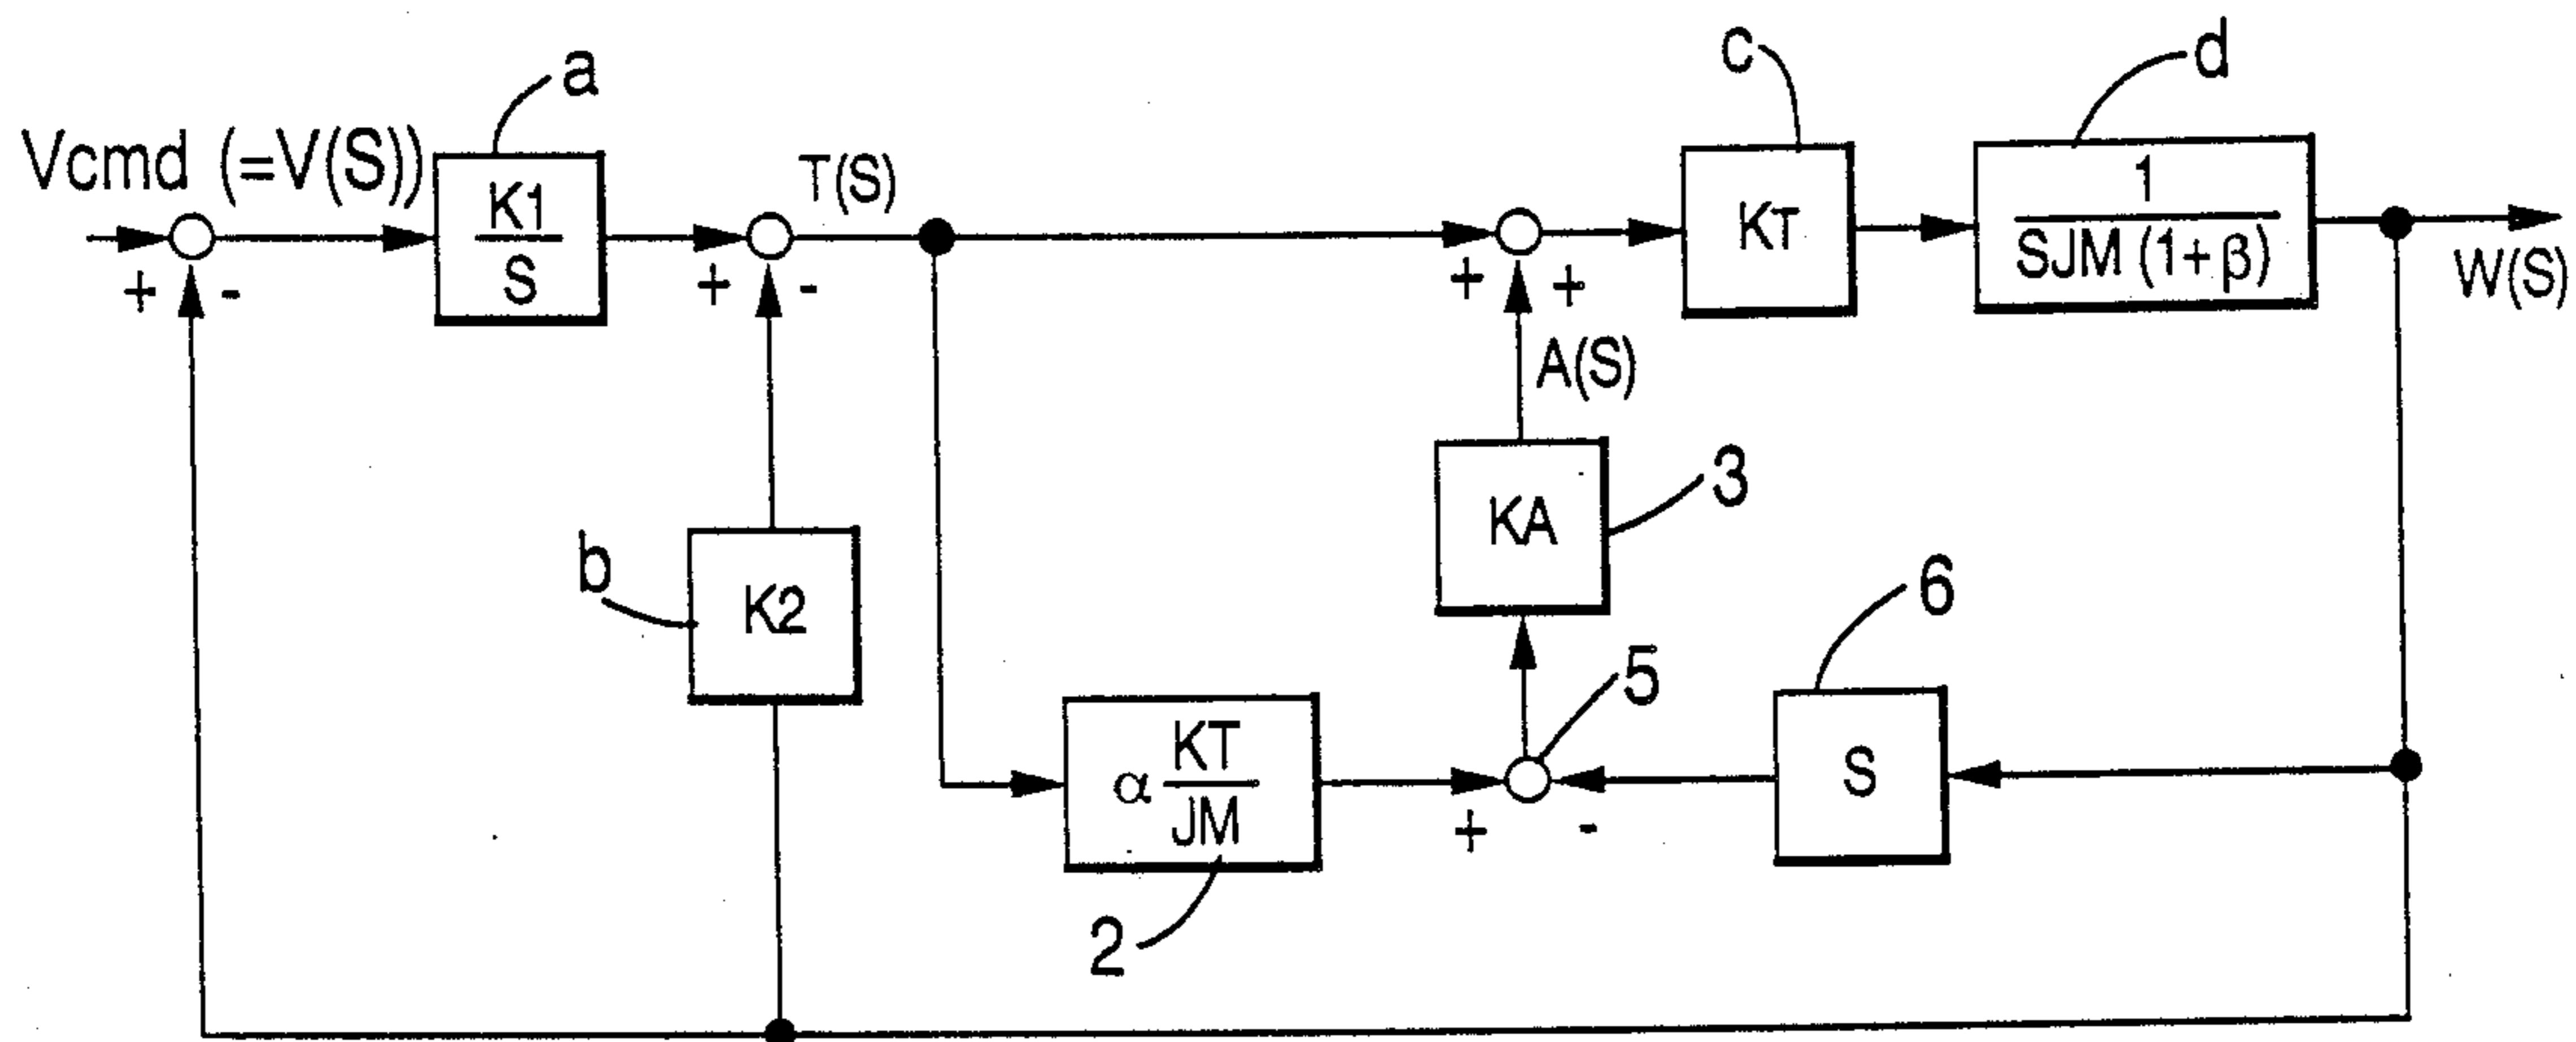 a
c
d
Vcmd (=V(S))
K1
S
T(S)
KT
1
SJM (1+β)
W(S)
+ -
+ -
+ +
A(S)
KA
3
b
K2
6
5
α KT
JM
S
+ -
2